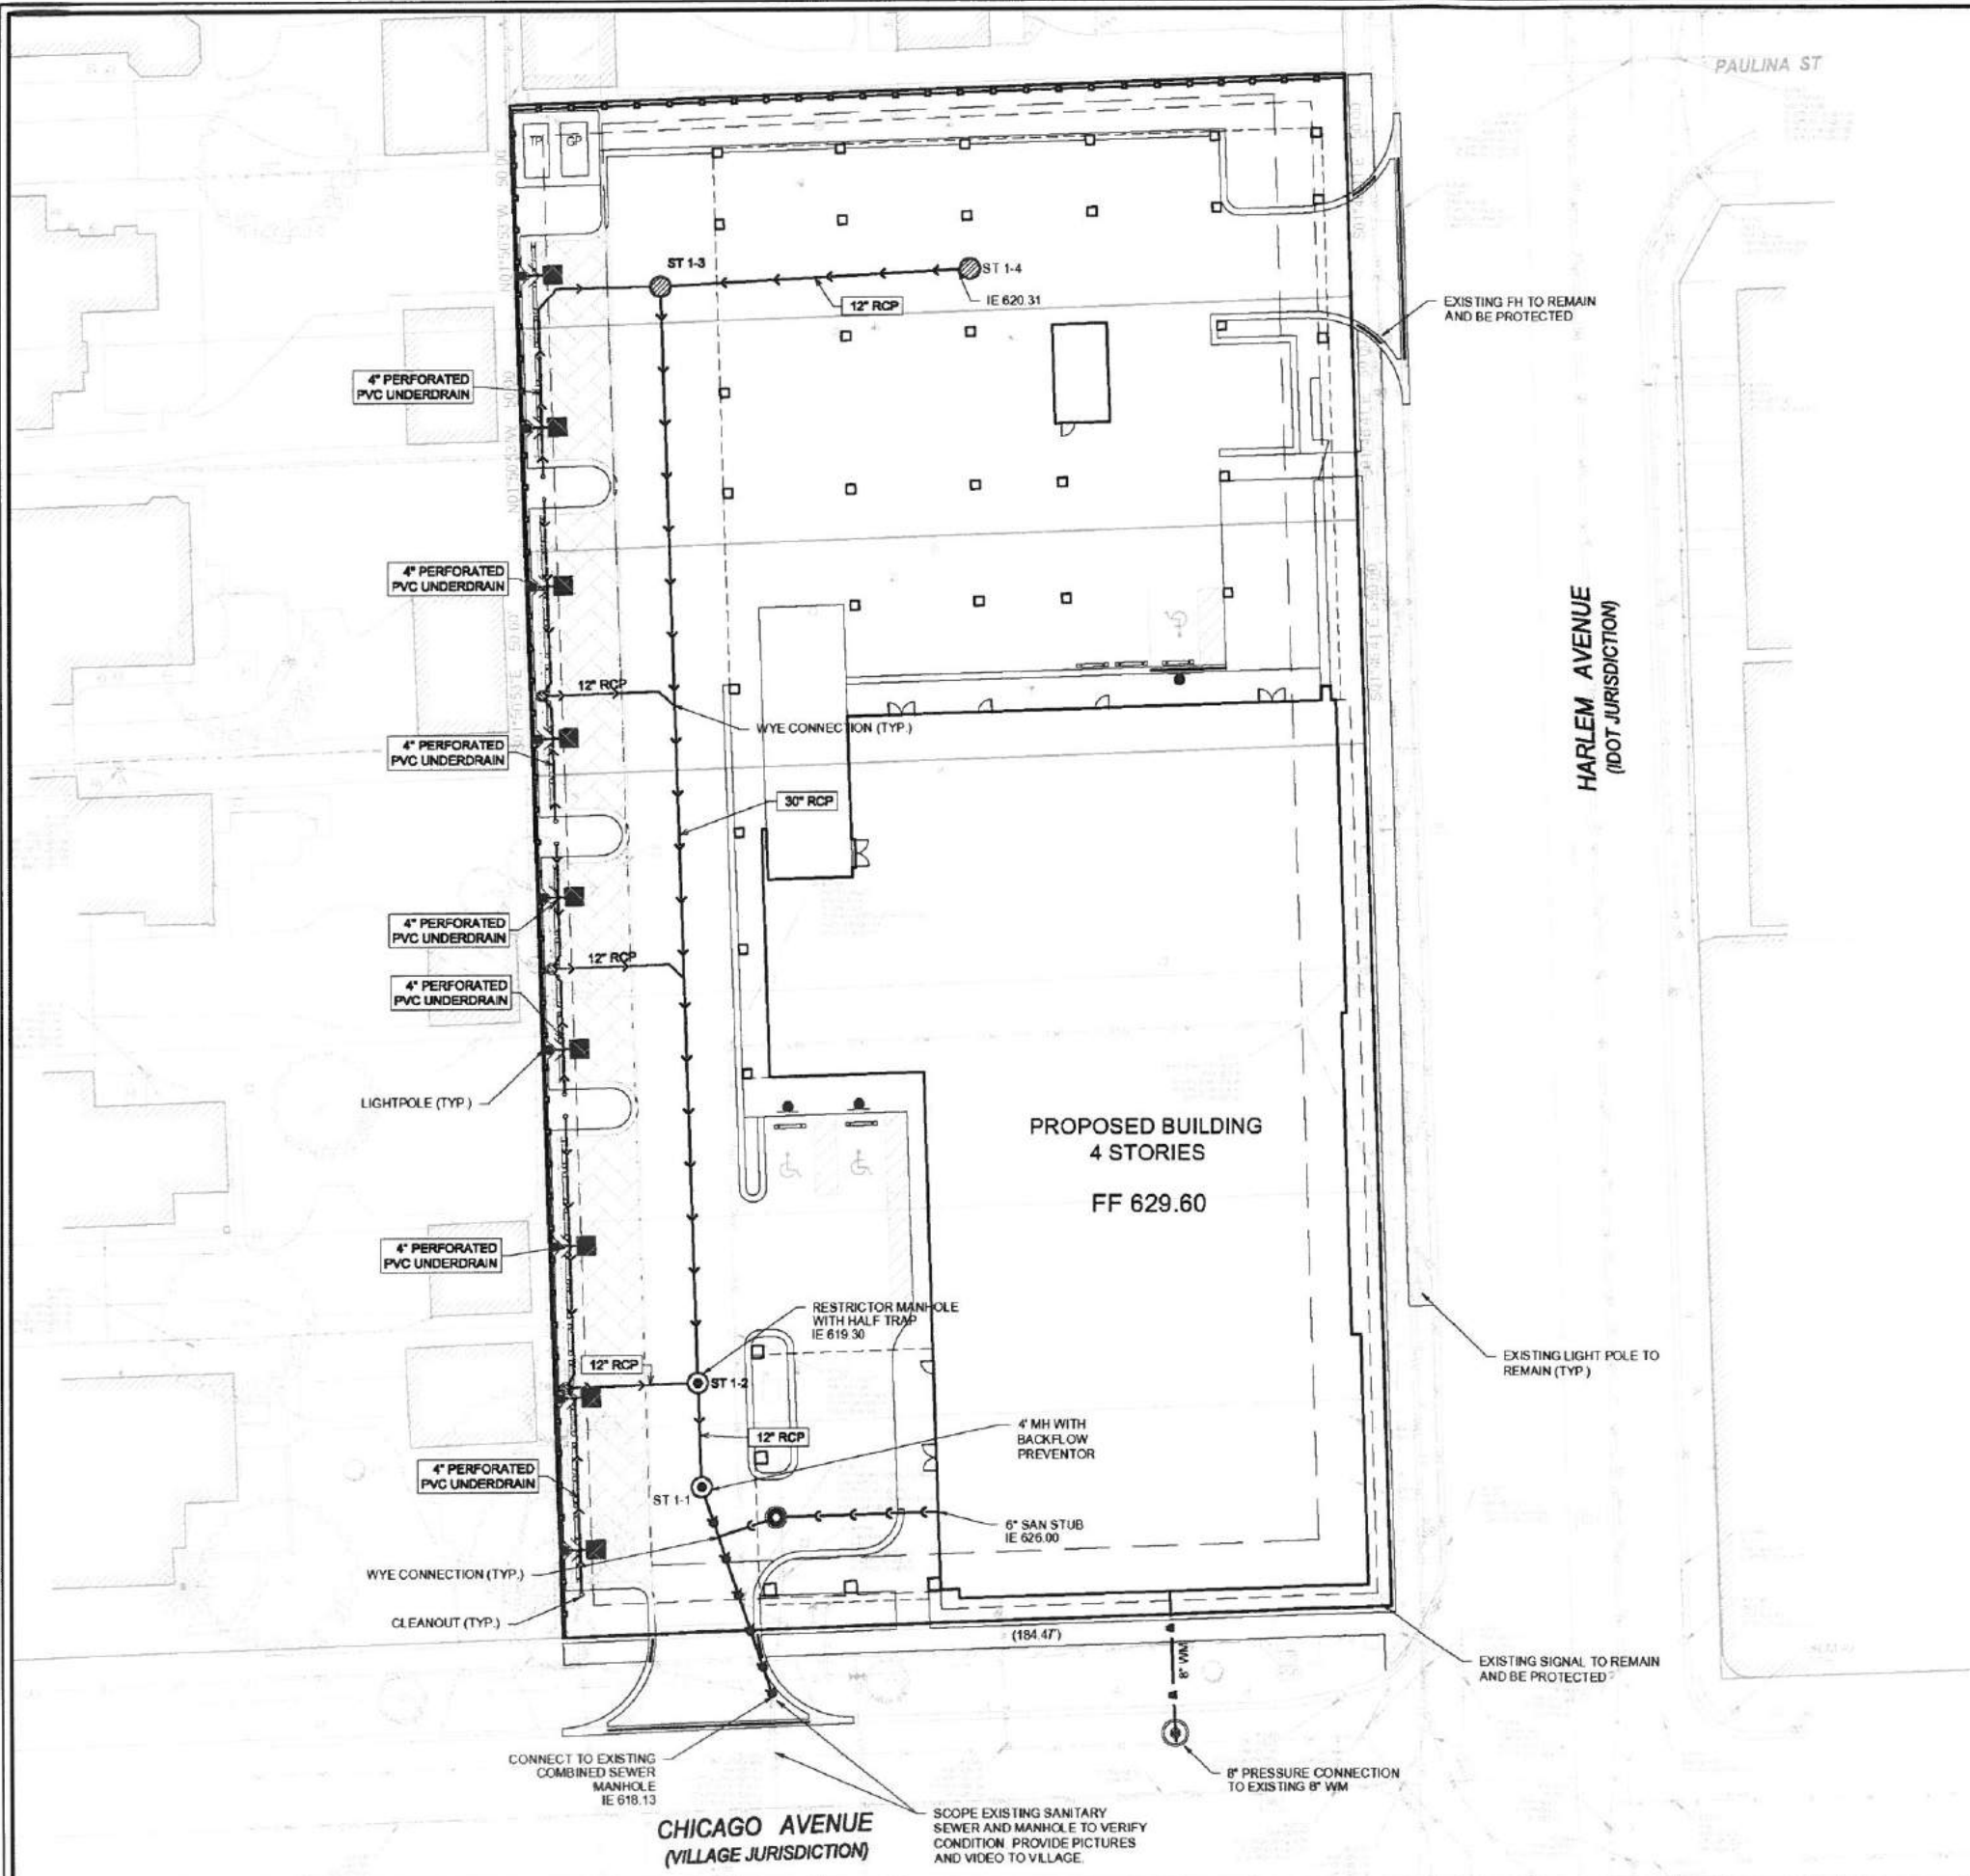 PAULINA ST
TP
GP
ST 1-3
ST 1-4
IE 620.31
12" RCP
EXISTING FH TO REMAIN
AND BE PROTECTED
4" PERFORATED
PVC UNDERDRAIN
4" PERFORATED
PVC UNDERDRAIN
HARLEM AVENUE
(IDOT JURISDICTION)
12" RCP
WYE CONNECTION (TYP.)
4" PERFORATED
PVC UNDERDRAIN
30" RCP
4" PERFORATED
PVC UNDERDRAIN
12" RCP
4" PERFORATED
PVC UNDERDRAIN
LIGHTPOLE (TYP.)
PROPOSED BUILDING
4 STORIES
FF 629.60
4" PERFORATED
PVC UNDERDRAIN
RESTRICTOR MANHOLE
WITH HALF TRAP
IE 619.30
12" RCP
ST 1-2
EXISTING LIGHT POLE TO
REMAIN (TYP.)
12" RCP
4' MH WITH
BACKFLOW
PREVENTOR
4" PERFORATED
PVC UNDERDRAIN
ST 1-1
6" SAN STUB
IE 626.00
WYE CONNECTION (TYP.)
CLEANOUT (TYP.)
(184.47')
8" WM
EXISTING SIGNAL TO REMAIN
AND BE PROTECTED
CONNECT TO EXISTING
COMBINED SEWER
MANHOLE
IE 618.13
8" PRESSURE CONNECTION
TO EXISTING 8" WM
CHICAGO AVENUE
(VILLAGE JURISDICTION)
SCOPE EXISTING SANITARY
SEWER AND MANHOLE TO VERIFY
CONDITION PROVIDE PICTURES
AND VIDEO TO VILLAGE.